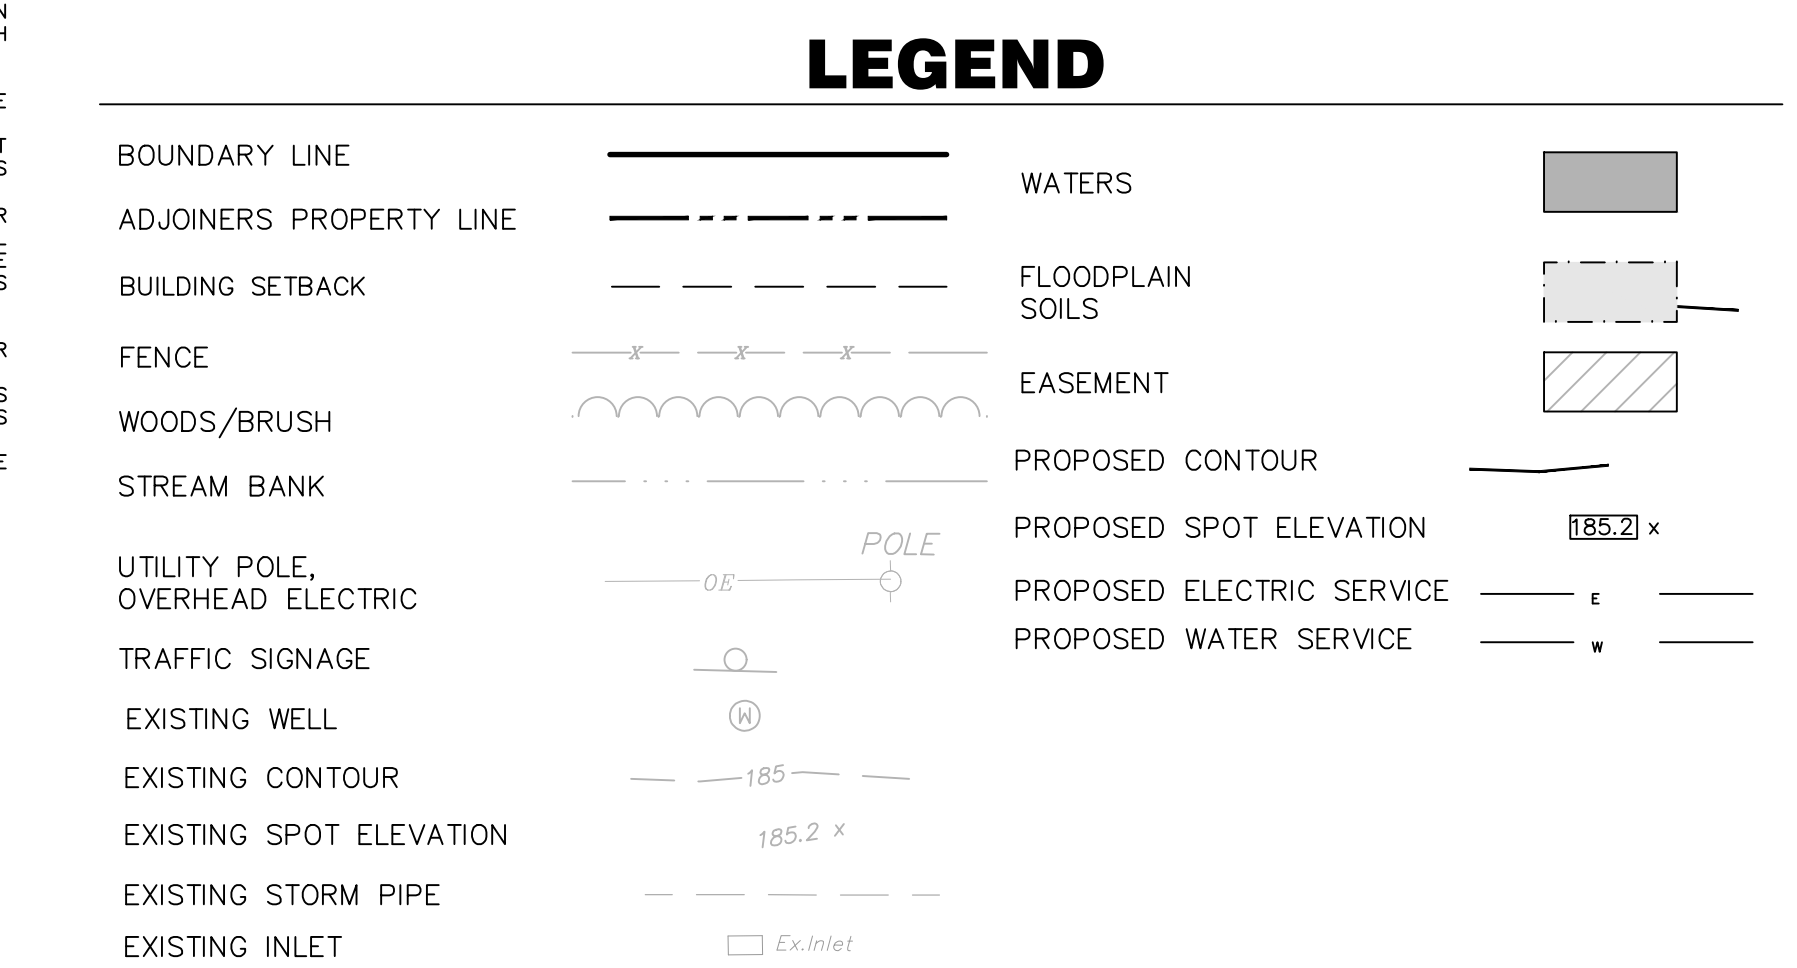 LEGEND
BOUNDARY LINE
ADJOINERS PROPERTY LINE
BUILDING SETBACK
FENCE
X X X
WOODS/BRUSH
STREAM BANK
POLE
UTILITY POLE,
OVERHEAD ELECTRIC
OE
TRAFFIC SIGNAGE
EXISTING WELL
W
EXISTING CONTOUR
185
EXISTING SPOT ELEVATION
185.2 x
EXISTING STORM PIPE
EXISTING INLET
Ex.Inlet
WATERS
FLOODPLAIN
SOILS
EASEMENT
PROPOSED CONTOUR
PROPOSED SPOT ELEVATION
185.2 x
PROPOSED ELECTRIC SERVICE
E
PROPOSED WATER SERVICE
W